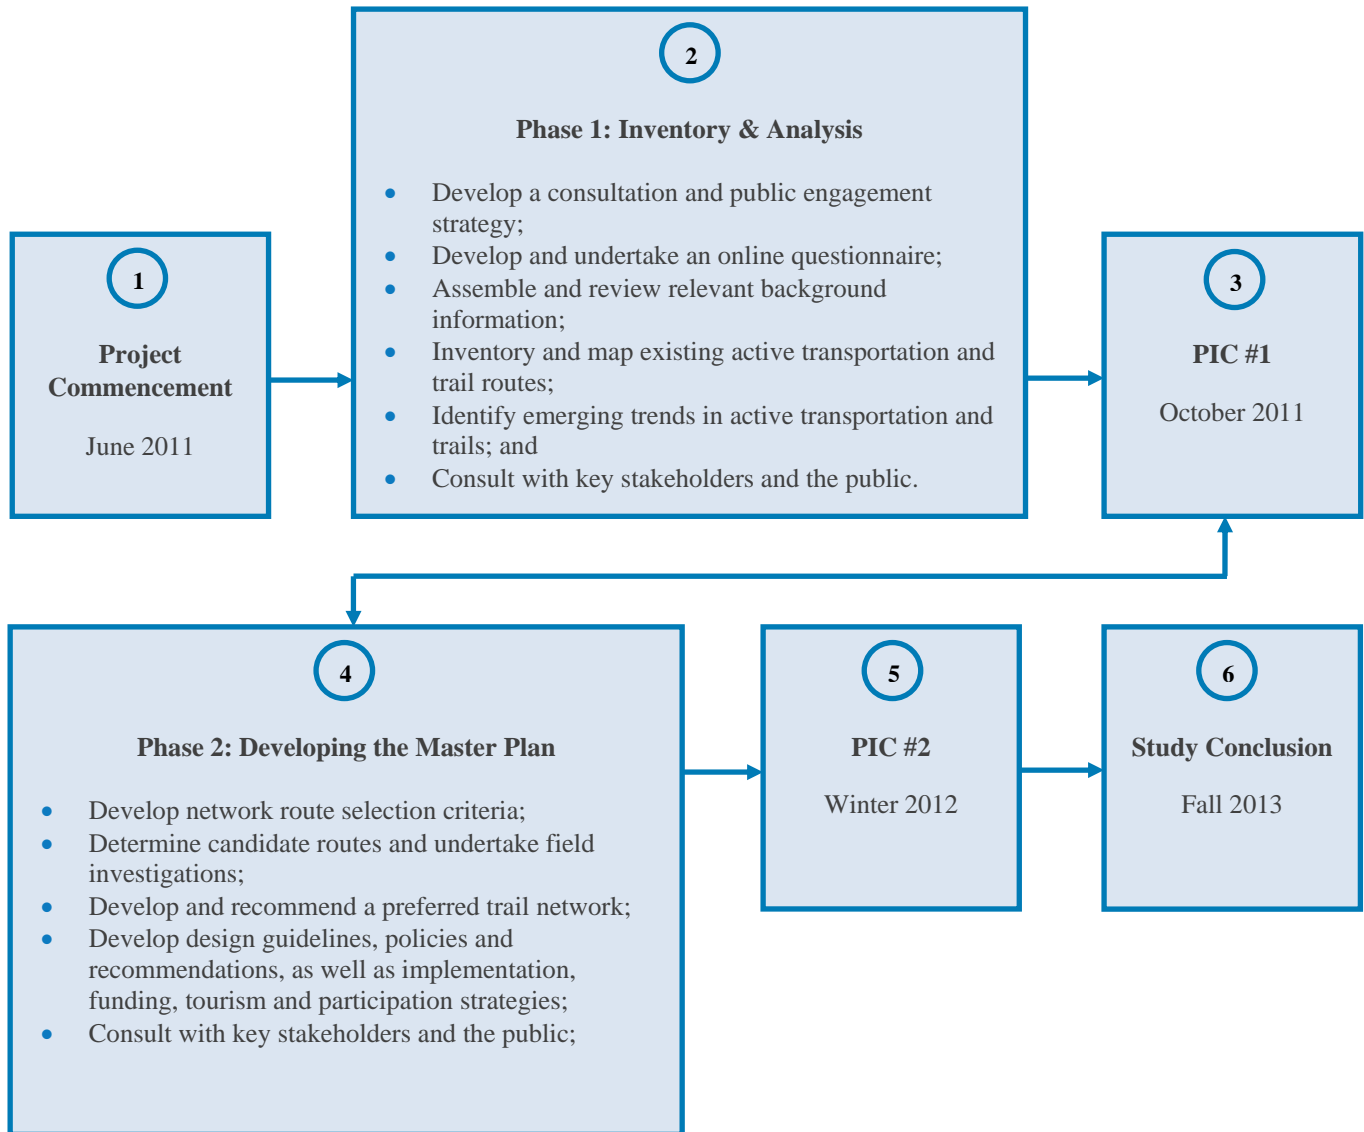 1
Project
Commencement
June 2011
2
Phase 1: Inventory & Analysis
• Develop a consultation and public engagement
strategy;
• Develop and undertake an online questionnaire;
• Assemble and review relevant background
information;
• Inventory and map existing active transportation and
trail routes;
• Identify emerging trends in active transportation and
trails; and
• Consult with key stakeholders and the public.
3
PIC #1
October 2011
4
Phase 2: Developing the Master Plan
• Develop network route selection criteria;
• Determine candidate routes and undertake field
investigations;
• Develop and recommend a preferred trail network;
• Develop design guidelines, policies and
recommendations, as well as implementation,
funding, tourism and participation strategies;
• Consult with key stakeholders and the public;
5
PIC #2
Winter 2012
6
Study Conclusion
Fall 2013